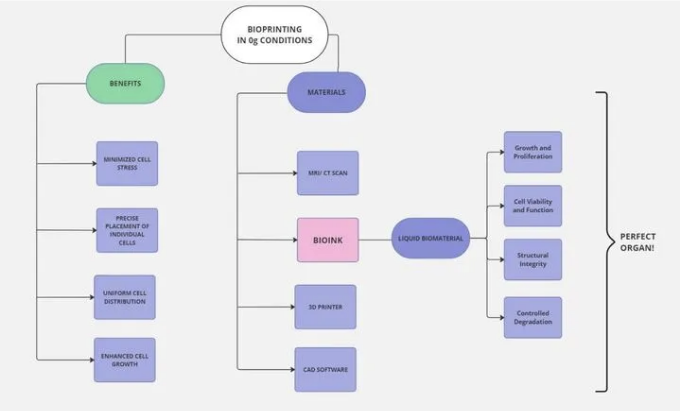 BIOPRINTING
IN 0g CONDITIONS
BENEFITS
MINIMIZED CELL
STRESS
PRECISE
PLACEMENT OF
INDIVIDUAL
CELLS
UNIFORM CELL
DISTRIBUTION
ENHANCED CELL
GROWTH
MATERIALS
MRI/ CT SCAN
BIOINK
3D PRINTER
CAD SOFTWARE
LIQUID BIOMATERIAL
Growth and
Proliferation
Cell Viability
and Function
Structural
Integrity
Controlled
Degradation
PERFECT
ORGAN!